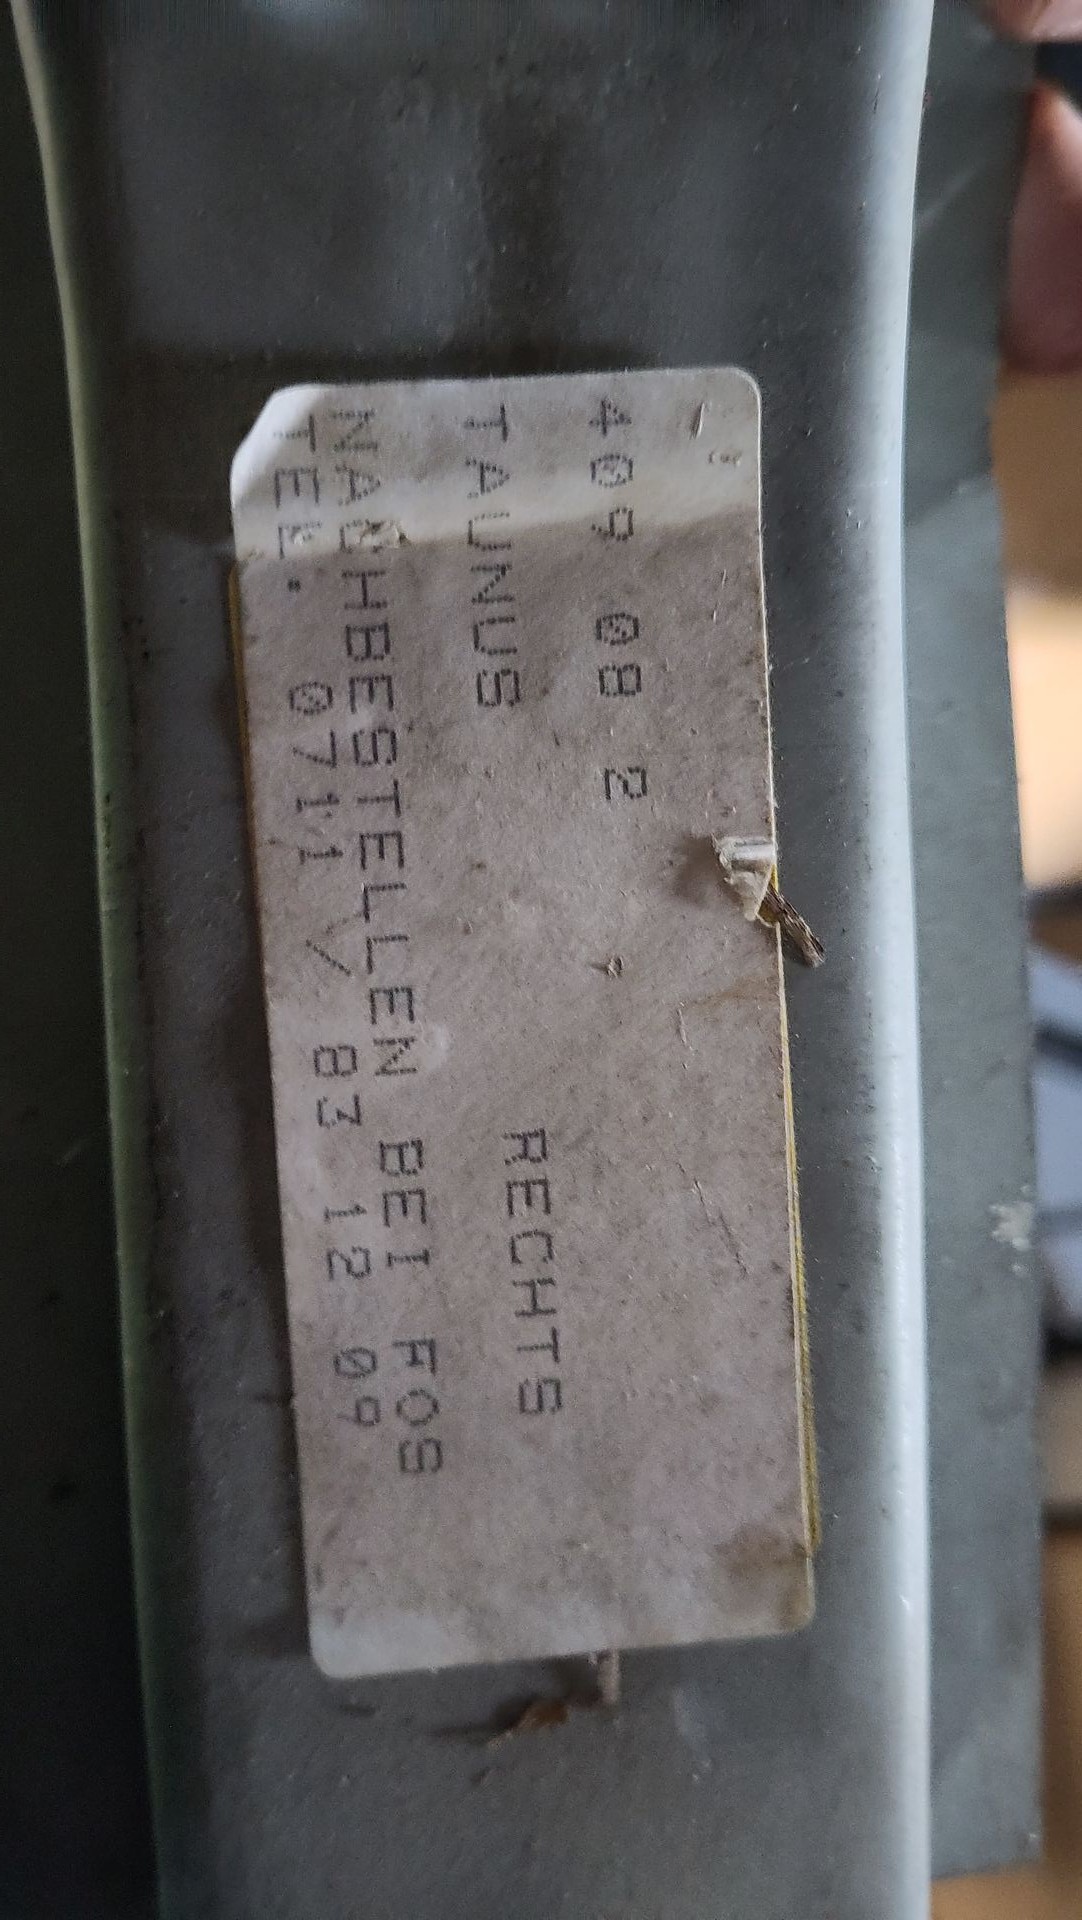 409 08 2
TAUNUS RECHTS
NACHBESTELLEN BEI FOS
TEL. 0711/ 83 12 09